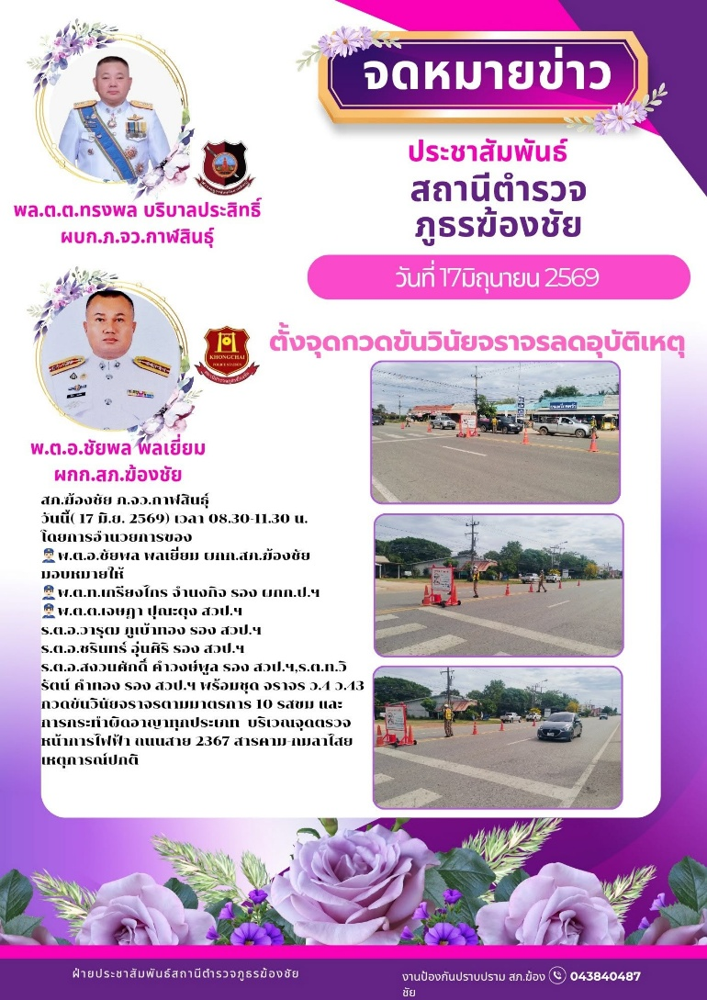 จดหมายข่าว
ประชาสัมพันธ์
สถานีตำรวจ
ภูธรฆ้องชัย
วันที่ 17มิถุนายน 2569
พล.ต.ต.ทรงพล บริบาลประสิทธิ์
ผบก.ภ.จว.กาฬสินธุ์
KHONGCHAI
POLICE STATION
พ.ต.อ.ชัยพล พลเยี่ยม
ผกก.สภ.ฆ้องชัย
ตั้งจุดกวดขันวินัยจราจรลดอุบัติเหตุ
สภ.ฆ้องชัย ภ.จว.กาฬสินธุ์
วันนี้( 17 มิ.ย. 2569) เวลา 08.30-11.30 น.
โดยการอำนวยการของ
👮🏻‍♂️พ.ต.อ.ชัยพล พลเยี่ยม ผกก.สภ.ฆ้องชัย
มอบหมายให้
👮🏻‍♂️พ.ต.ท.เกรียงไกร จำนงกิจ รอง ผกก.ป.ฯ
👮🏻‍♂️พ.ต.ต.เจษฎา ปุณะตุง สวป.ฯ
ร.ต.อ.วารุฒ ภูเบ้าทอง รอง สวป.ฯ
ร.ต.อ.ชรินทร์ อุ่นศิริ รอง สวป.ฯ
ร.ต.อ.สงวนศักดิ์ คำวงษ์พูล รอง สวป.ฯ,ร.ต.ท.วิ
รัตน์ คำทอง รอง สวป.ฯ พร้อมชุด จราจร ว.4 ว.43
กวดขันวินัยจราจรตามมาตรการ 10 รสขม และ
การกระทำผิดอาญาทุกประเภท บริเวณจุดตรวจ
หน้าการไฟฟ้า ถนนสาย 2367 สารคาม-กมลาไสย
เหตุการณ์ปกติ
ฝ่ายประชาสัมพันธ์สถานีตำรวจภูธรฆ้องชัย
งานป้องกันปราบปราม สภ.ฆ้อง
ชัย
043840487